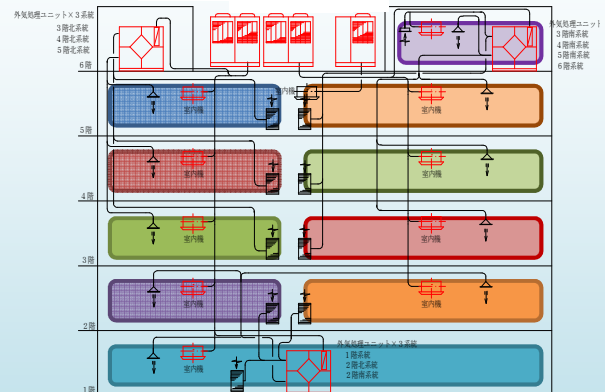 外気処理ユニット×3系統
3階北系統
4階北系統
5階北系統
外気処理ユニット×3系統
3階南系統
4階南系統
5階南系統
6階系統
6階
室内機
室内機
室内機
5階
室内機
室内機
4階
室内機
室内機
3階
室内機
室内機
2階
外気処理ユニット×3系統
1階系統
2階北系統
2階南系統
室内機
1階